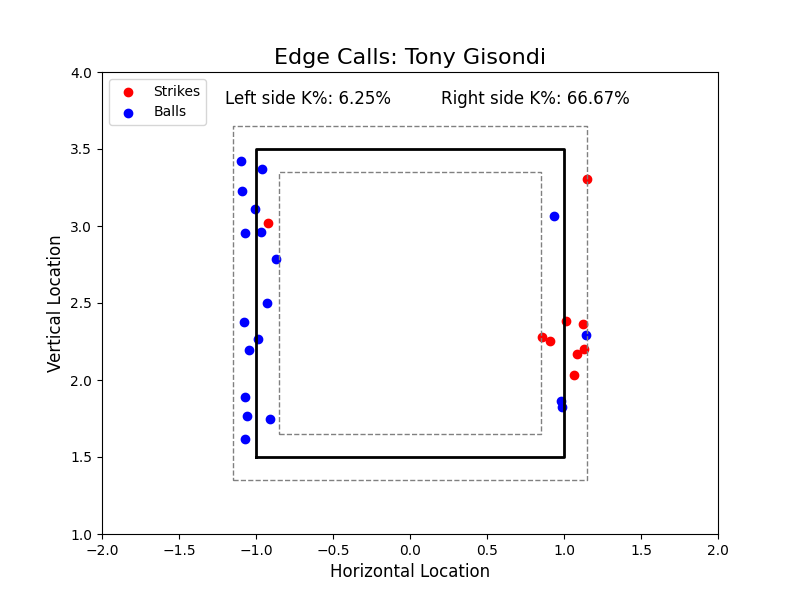 Edge Calls: Tony Gisondi
Strikes
Balls
Left side K%: 6.25%
Right side K%: 66.67%
4.0
3.5
3.0
2.5
2.0
1.5
1.0
Vertical Location
−2.0
−1.5
−1.0
−0.5
0.0
0.5
1.0
1.5
2.0
Horizontal Location